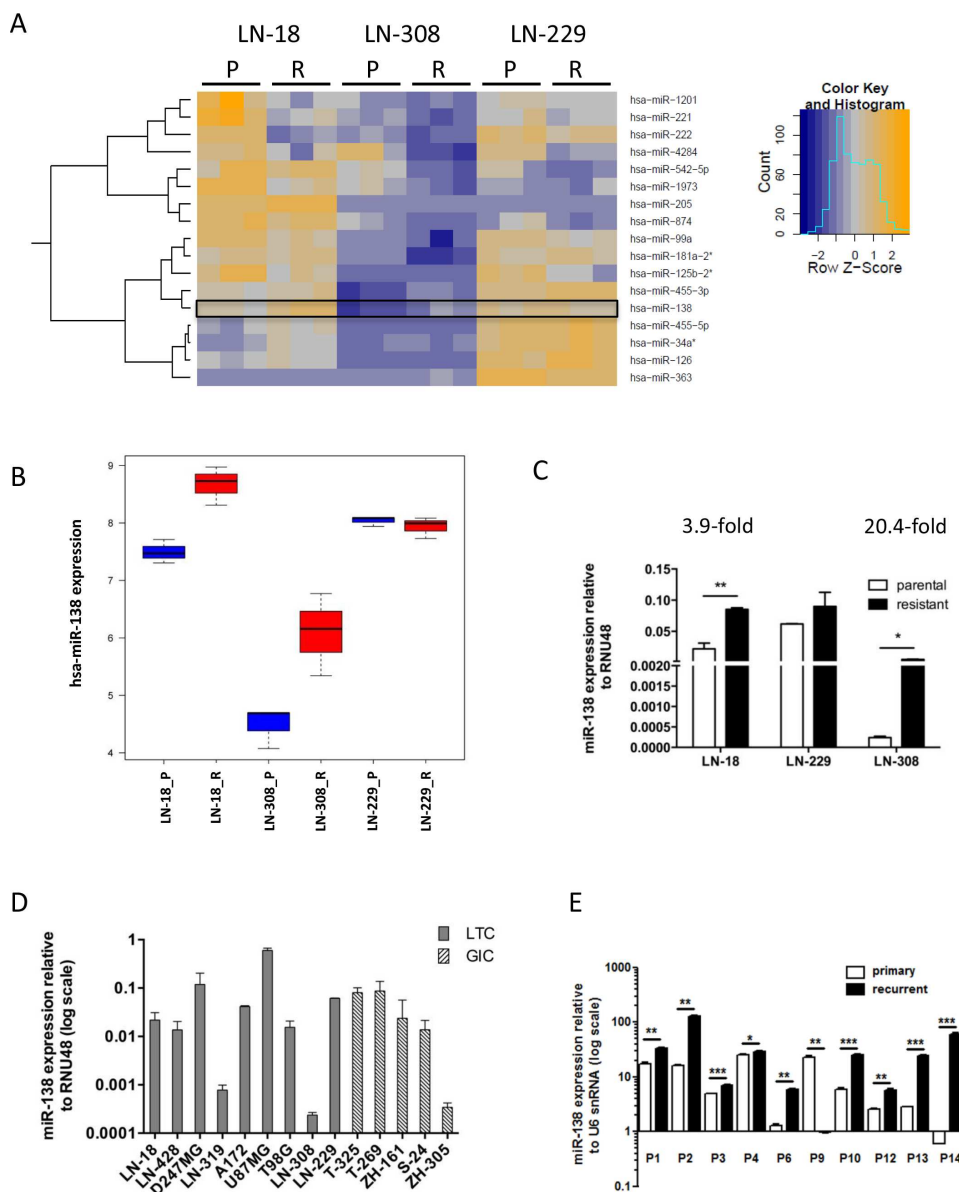 A
LN-18 LN-308 LN-229
P R P R P R
hsa-miR-1201
hsa-miR-221
hsa-miR-222
hsa-miR-4284
hsa-miR-542-5p
hsa-miR-1973
hsa-miR-205
hsa-miR-874
hsa-miR-99a
hsa-miR-181a-2*
hsa-miR-125b-2*
hsa-miR-455-3p
hsa-miR-138
hsa-miR-455-5p
hsa-miR-34a*
hsa-miR-126
hsa-miR-363
Color Key
and Histogram
Count
0 20 60 100
-2 0 1 2
Row Z-Score
B
hsa-miR-138 expression
9
8
7
6
5
4
LN-18_P
LN-18_R
LN-308_P
LN-308_R
LN-229_P
LN-229_R
C
3.9-fold 20.4-fold
miR-138 expression relative
to RNU48
0.15
0.10
0.05
0.0020
0.0015
0.0010
0.0005
0.0000
** *
parental
resistant
LN-18 LN-229 LN-308
D
miR-138 expression relative
to RNU48 (log scale)
1
0.1
0.01
0.001
0.0001
LTC
GIC
LN-18
LN-428
D247MG
LN-319
A172
U87MG
T98G
LN-308
LN-229
T-325
T-269
ZH-161
S-24
ZH-305
E
miR-138 expression relative
to U6 snRNA (log scale)
1000
100
10
1
0.1
primary
recurrent
** ** *** * ** ** *** ** *** ***
P1 P2 P3 P4 P6 P9 P10 P12 P13 P14